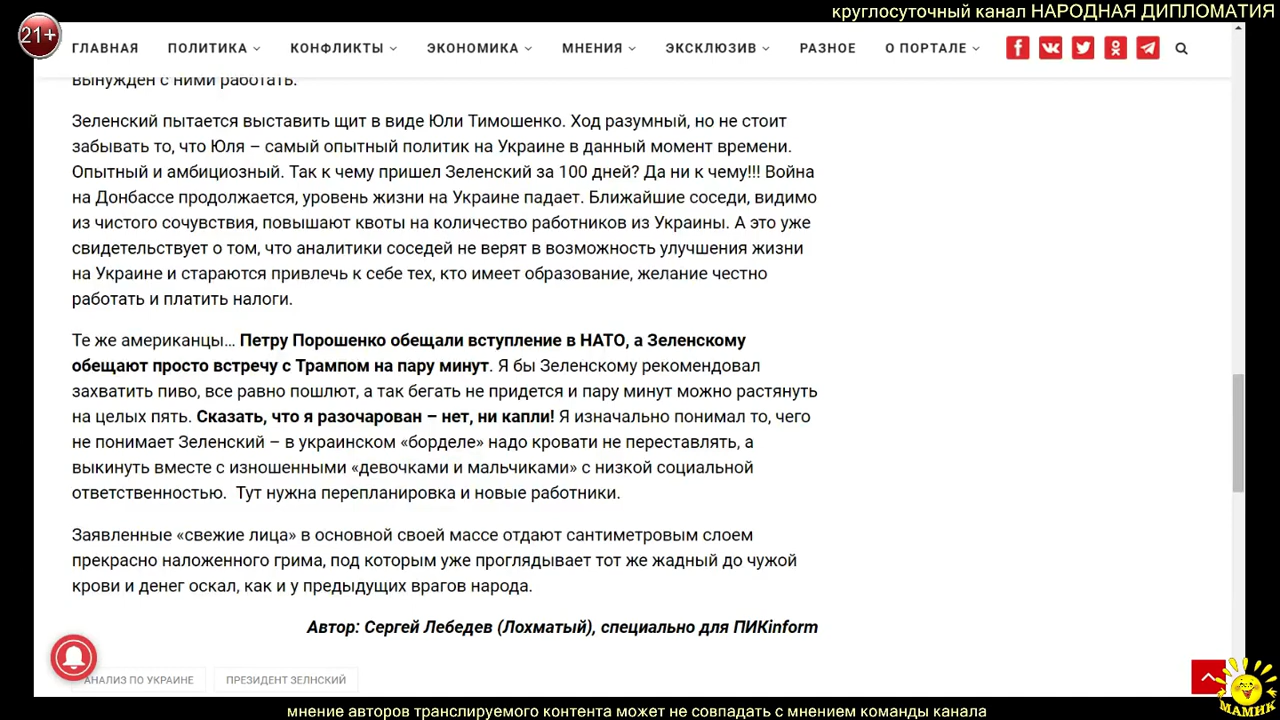 круглосуточный канал НАРОДНАЯ ДИПЛОМАТИЯ
21+
ГЛАВНАЯ ПОЛИТИКА КОНФЛИКТЫ ЭКОНОМИКА МНЕНИЯ ЭКСКЛЮЗИВ РАЗНОЕ О ПОРТАЛЕ
вынужден с ними работать.
Зеленский пытается выставить щит в виде Юли Тимошенко. Ход разумный, но не стоит
забывать то, что Юля – самый опытный политик на Украине в данный момент времени.
Опытный и амбициозный. Так к чему пришел Зеленский за 100 дней? Да ни к чему!!! Война
на Донбассе продолжается, уровень жизни на Украине падает. Ближайшие соседи, видимо
из чистого сочувствия, повышают квоты на количество работников из Украины. А это уже
свидетельствует о том, что аналитики соседей не верят в возможность улучшения жизни
на Украине и стараются привлечь к себе тех, кто имеет образование, желание честно
работать и платить налоги.
Те же американцы… Петру Порошенко обещали вступление в НАТО, а Зеленскому
обещают просто встречу с Трампом на пару минут. Я бы Зеленскому рекомендовал
захватить пиво, все равно пошлют, а так бегать не придется и пару минут можно растянуть
на целых пять. Сказать, что я разочарован – нет, ни капли! Я изначально понимал то, чего
не понимает Зеленский – в украинском «борделе» надо кровати не переставлять, а
выкинуть вместе с изношенными «девочками и мальчиками» с низкой социальной
ответственностью. Тут нужна перепланировка и новые работники.
Заявленные «свежие лица» в основной своей массе отдают сантиметровым слоем
прекрасно наложенного грима, под которым уже проглядывает тот же жадный до чужой
крови и денег оскал, как и у предыдущих врагов народа.
Автор: Сергей Лебедев (Лохматый), специально для ПИКinform
АНАЛИЗ ПО УКРАИНЕ ПРЕЗИДЕНТ ЗЕЛНСКИЙ
МАМИК
мнение авторов транслируемого контента может не совпадать с мнением команды канала